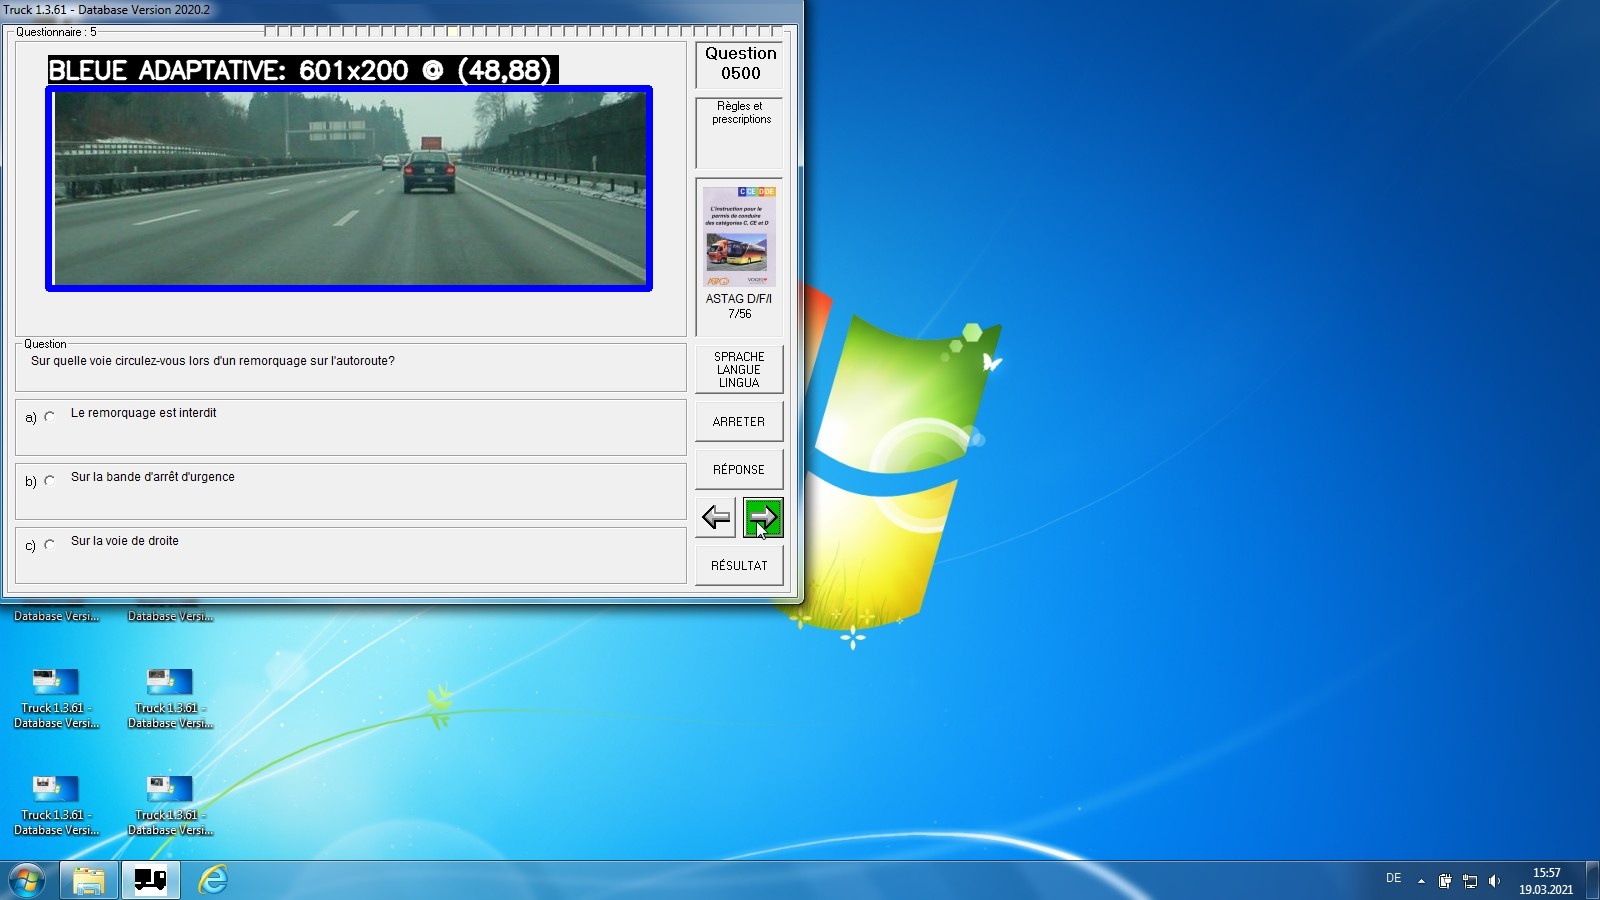 Truck 1.3.61 - Database Version 2020.2
Questionnaire : 5
BLEUE ADAPTATIVE: 601x200 @ (48,88)
Question
0500
Règles et
prescriptions
C CE D DE
L'instruction pour le
permis de conduire
des catégories C, CE et D
ASTAG D/F/I
7/56
Question
Sur quelle voie circulez-vous lors d'un remorquage sur l'autoroute?
a) Le remorquage est interdit
b) Sur la bande d'arrêt d'urgence
c) Sur la voie de droite
SPRACHE
LANGUE
LINGUA
ARRETER
RÉPONSE
RÉSULTAT
Database Versi...
Database Versi...
Truck 1.3.61 -
Database Versi...
Truck 1.3.61 -
Database Versi...
Truck 1.3.61 -
Database Versi...
Truck 1.3.61 -
Database Versi...
DE
15:57
19.03.2021